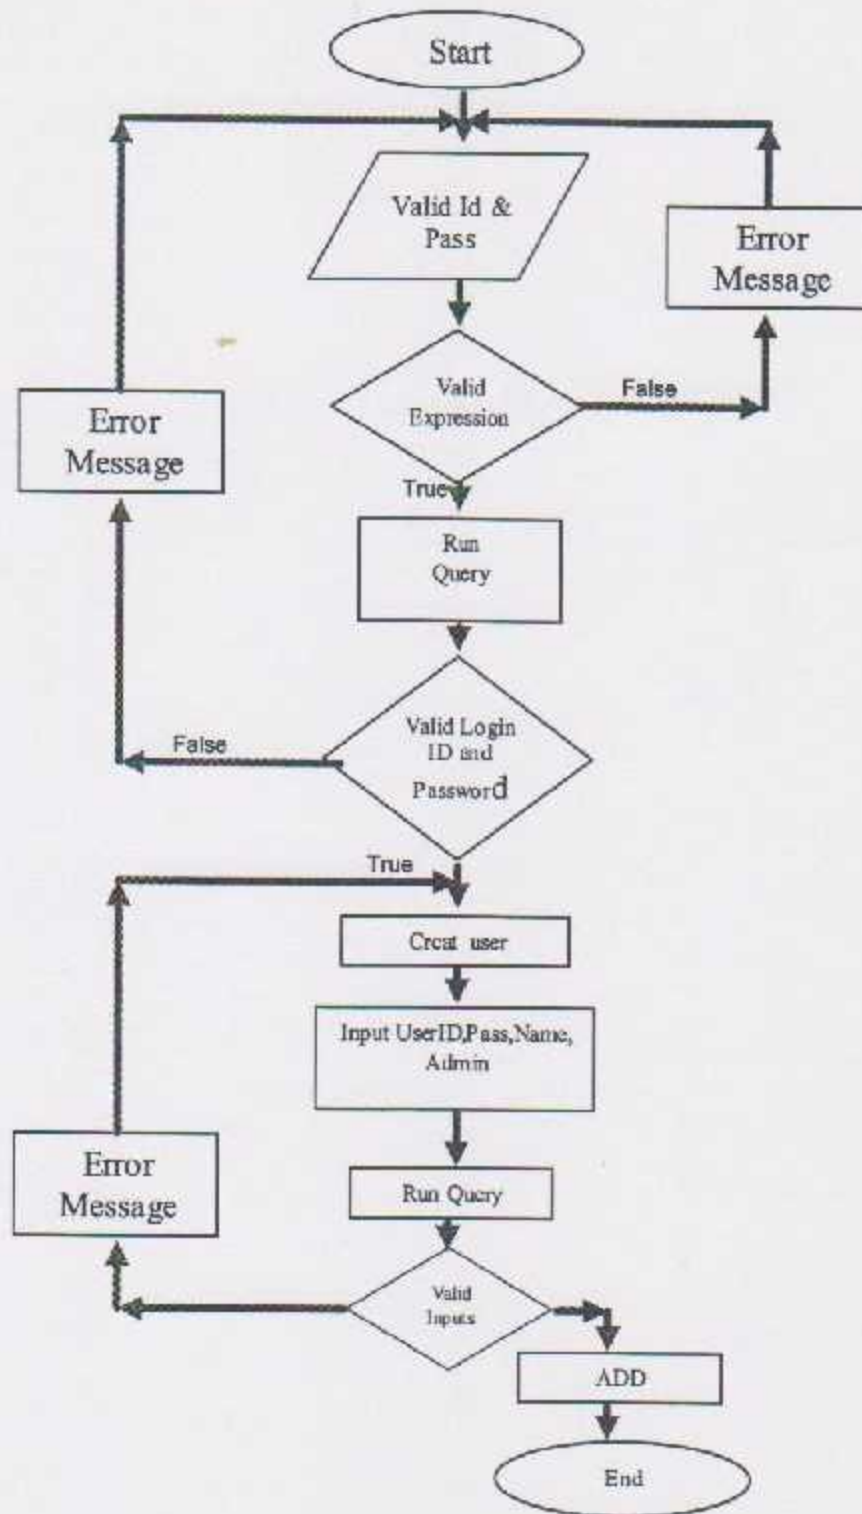 Start
Valid Id &
Pass
Error
Message
Valid
Expression
False
Error
Message
True
Run
Query
Valid Login
ID and
Password
False
True
Creat user
Input UserID,Pass,Name,
Admin
Error
Message
Run Query
Valid
Inputs
ADD
End